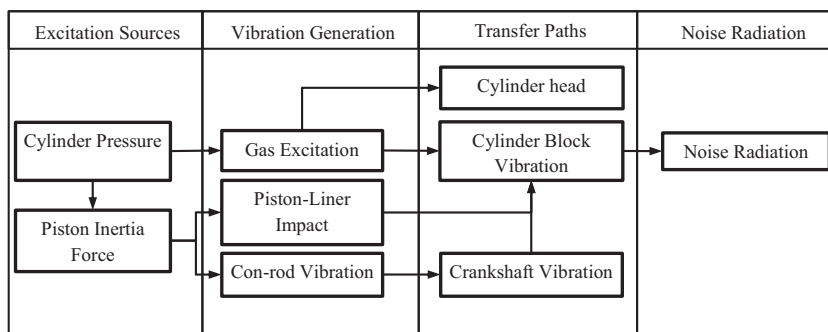 Excitation Sources
Vibration Generation
Transfer Paths
Noise Radiation
Cylinder head
Cylinder Pressure
Gas Excitation
Cylinder Block
Vibration
Noise Radiation
Piston Inertia
Force
Piston-Liner
Impact
Con-rod Vibration
Crankshaft Vibration